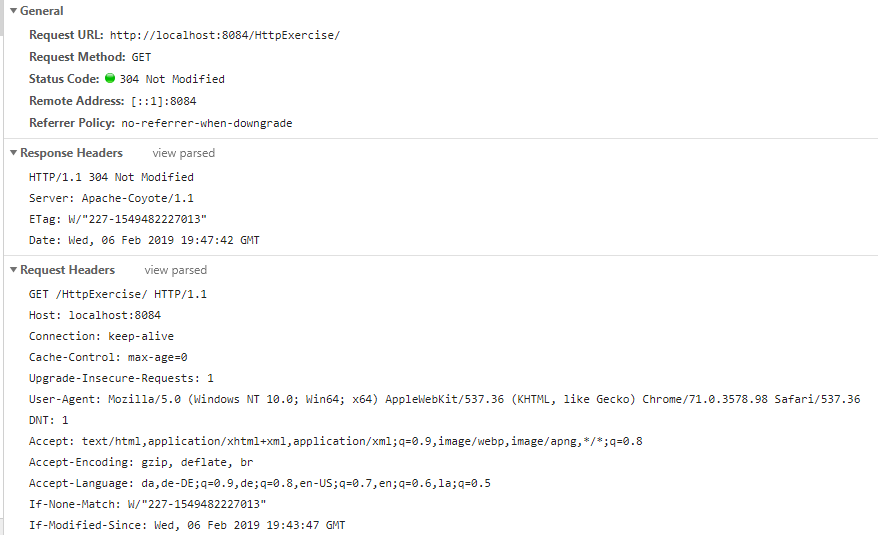 General
Request URL: http://localhost:8084/HttpExercise/
Request Method: GET
Status Code: 304 Not Modified
Remote Address: [::1]:8084
Referrer Policy: no-referrer-when-downgrade
Response Headers view parsed
HTTP/1.1 304 Not Modified
Server: Apache-Coyote/1.1
ETag: W/"227-1549482227013"
Date: Wed, 06 Feb 2019 19:47:42 GMT
Request Headers view parsed
GET /HttpExercise/ HTTP/1.1
Host: localhost:8084
Connection: keep-alive
Cache-Control: max-age=0
Upgrade-Insecure-Requests: 1
User-Agent: Mozilla/5.0 (Windows NT 10.0; Win64; x64) AppleWebKit/537.36 (KHTML, like Gecko) Chrome/71.0.3578.98 Safari/537.36
DNT: 1
Accept: text/html,application/xhtml+xml,application/xml;q=0.9,image/webp,image/apng,*/*;q=0.8
Accept-Encoding: gzip, deflate, br
Accept-Language: da,de-DE;q=0.9,de;q=0.8,en-US;q=0.7,en;q=0.6,la;q=0.5
If-None-Match: W/"227-1549482227013"
If-Modified-Since: Wed, 06 Feb 2019 19:43:47 GMT